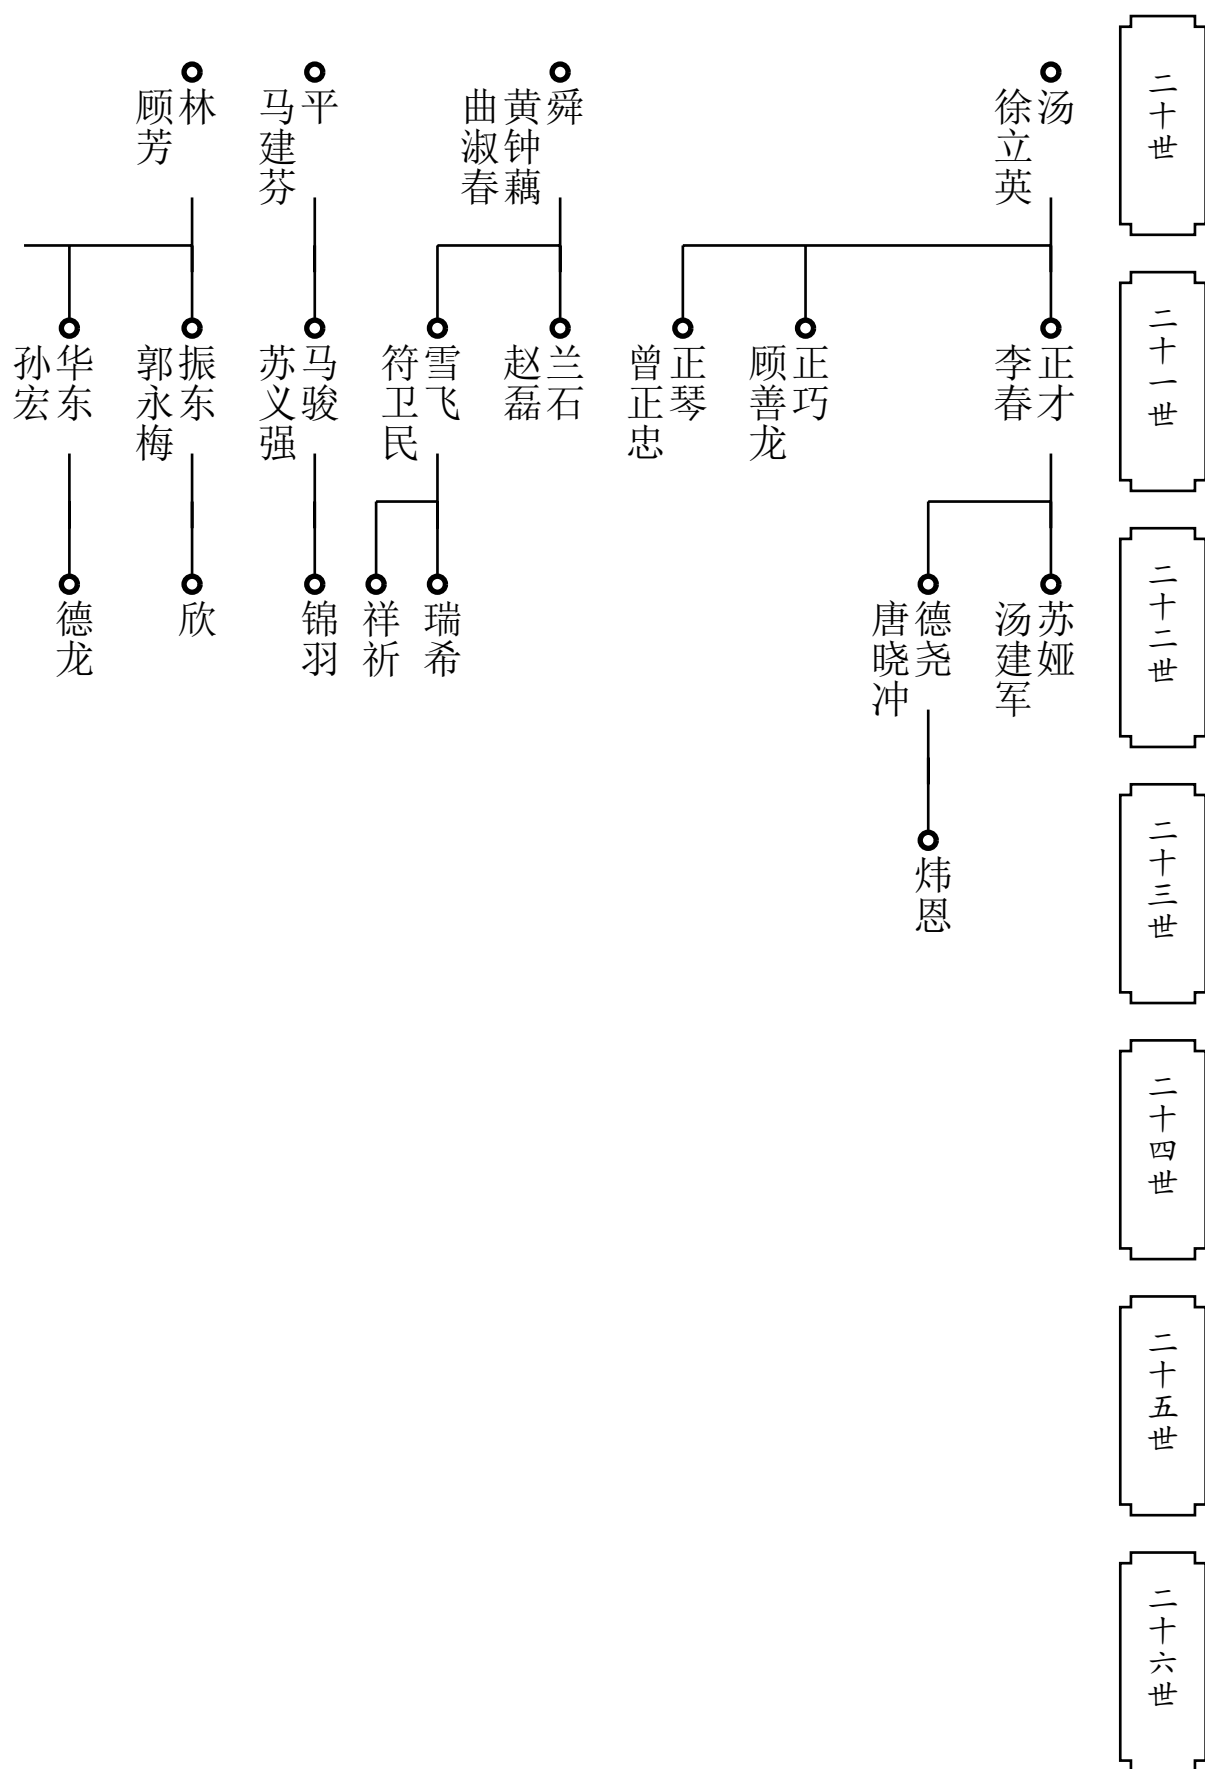 二十世
汤
徐立英
舜
黄钟藕
曲淑春
平
马建芬
林
顾芳
二十一世
正才
李春
正巧
顾善龙
正琴
曾正忠
兰石
赵磊
雪飞
符卫民
马骏
苏义强
振东
郭永梅
华东
孙宏
二十二世
苏娅
汤建军
德尧
唐晓冲
瑞希
祥祈
锦羽
欣
德龙
二十三世
炜恩
二十四世
二十五世
二十六世